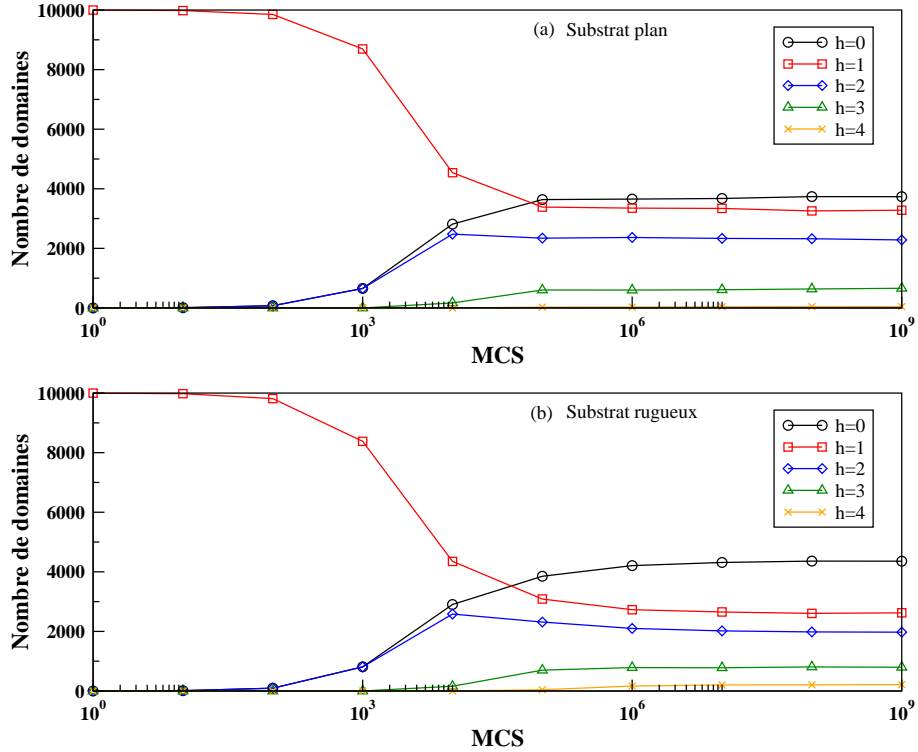 10000
8000
6000
4000
2000
0
Nombre de domaines
(a) Substrat plan
h=0
h=1
h=2
h=3
h=4
10^0
10^3
10^6
10^9
MCS
10000
8000
6000
4000
2000
0
Nombre de domaines
(b) Substrat rugueux
h=0
h=1
h=2
h=3
h=4
10^0
10^3
10^6
10^9
MCS